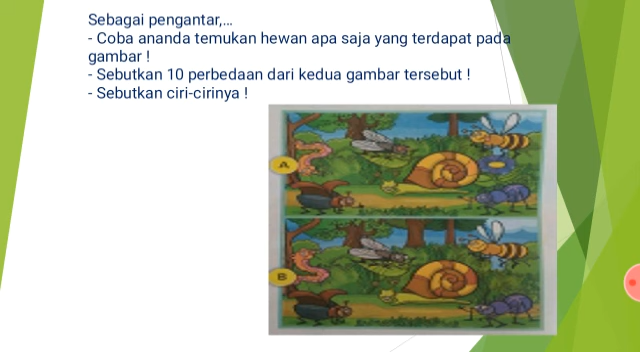 Sebagai pengantar,...
- Coba ananda temukan hewan apa saja yang terdapat pada
gambar !
- Sebutkan 10 perbedaan dari kedua gambar tersebut !
- Sebutkan ciri-cirinya !
A
B